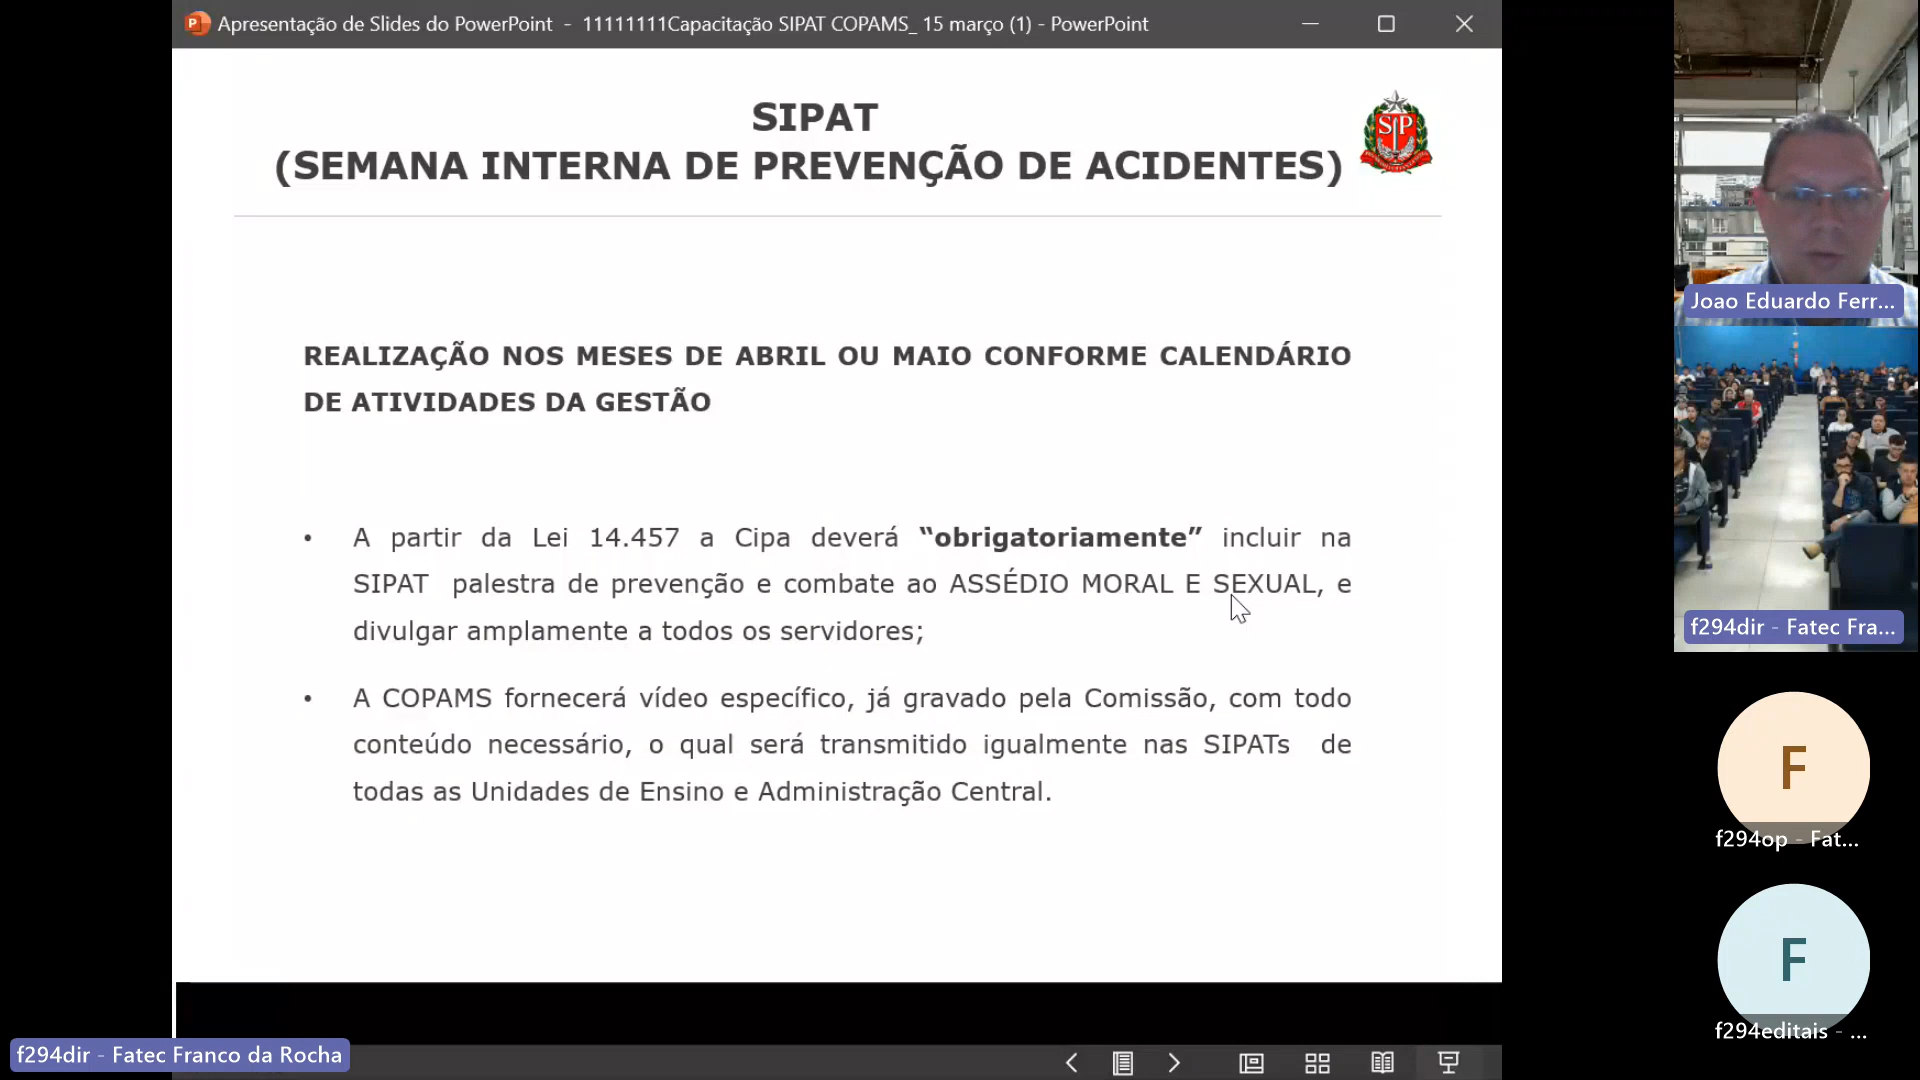 Apresentação de Slides do PowerPoint - 11111111Capacitação SIPAT COPAMS_ 15 março (1) - PowerPoint
SIPAT
(SEMANA INTERNA DE PREVENÇÃO DE ACIDENTES)
SP
REALIZAÇÃO NOS MESES DE ABRIL OU MAIO CONFORME CALENDÁRIO
DE ATIVIDADES DA GESTÃO
• A partir da Lei 14.457 a Cipa deverá “obrigatoriamente” incluir na
SIPAT palestra de prevenção e combate ao ASSÉDIO MORAL E SEXUAL, e
divulgar amplamente a todos os servidores;
• A COPAMS fornecerá vídeo específico, já gravado pela Comissão, com todo
conteúdo necessário, o qual será transmitido igualmente nas SIPATs de
todas as Unidades de Ensino e Administração Central.
f294dir - Fatec Franco da Rocha
Joao Eduardo Ferr...
f294dir - Fatec Fra...
F
f294op - Fat...
F
f294editais - ...